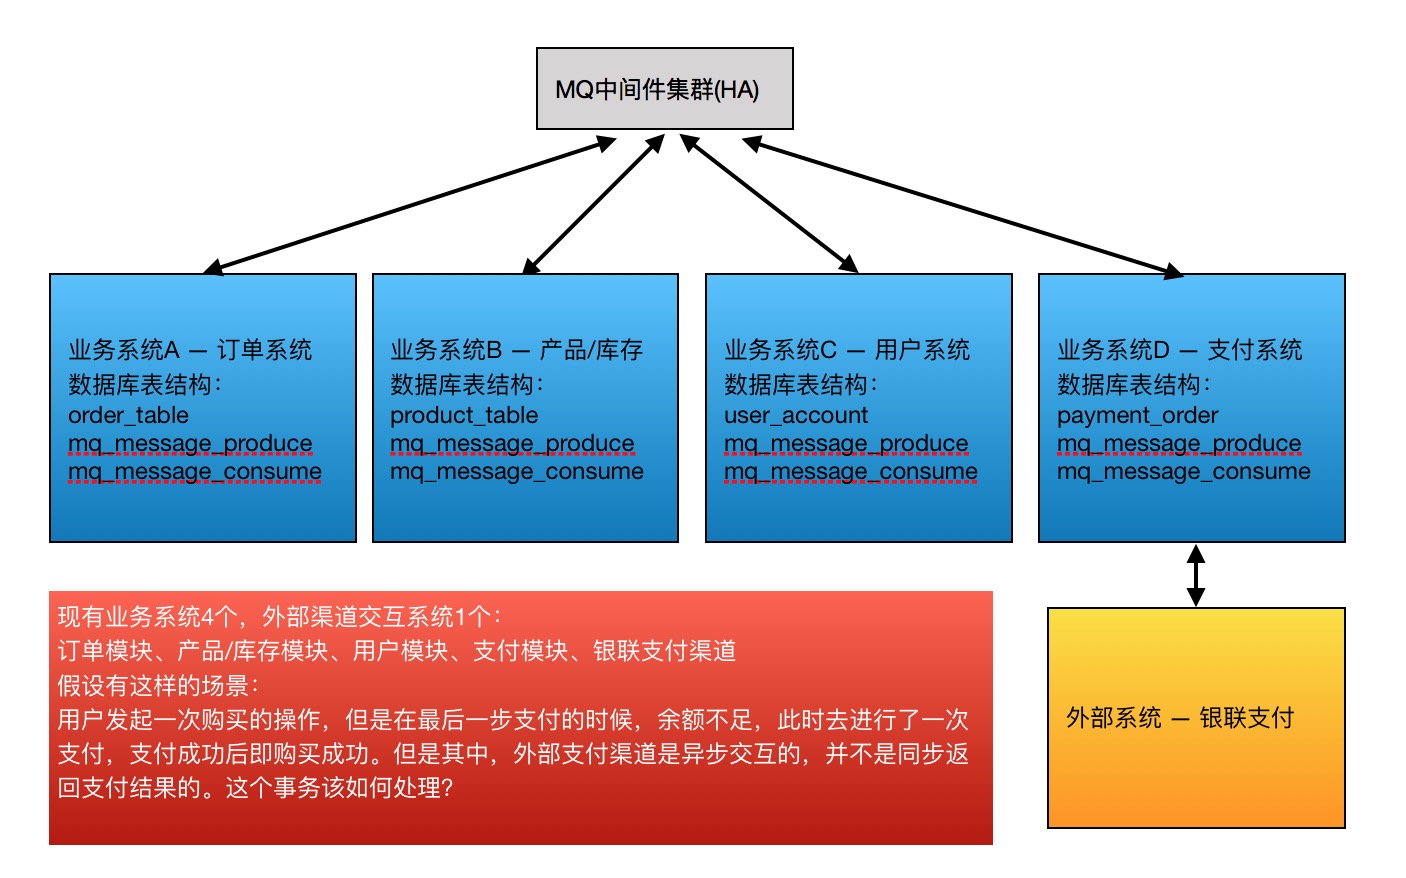 MQ中间件集群(HA)
业务系统A — 订单系统
数据库表结构：
order_table
mq_message_produce
mq_message_consume
业务系统B — 产品/库存
数据库表结构：
product_table
mq_message_produce
mq_message_consume
业务系统C — 用户系统
数据库表结构：
user_account
mq_message_produce
mq_message_consume
业务系统D — 支付系统
数据库表结构：
payment_order
mq_message_produce
mq_message_consume
现有业务系统4个，外部渠道交互系统1个：
订单模块、产品/库存模块、用户模块、支付模块、银联支付渠道
假设有这样的场景：
用户发起一次购买的操作，但是在最后一步支付的时候，余额不足，此时去进行了一次
支付，支付成功后即购买成功。但是其中，外部支付渠道是异步交互的，并不是同步返
回支付结果的。这个事务该如何处理?
外部系统 — 银联支付